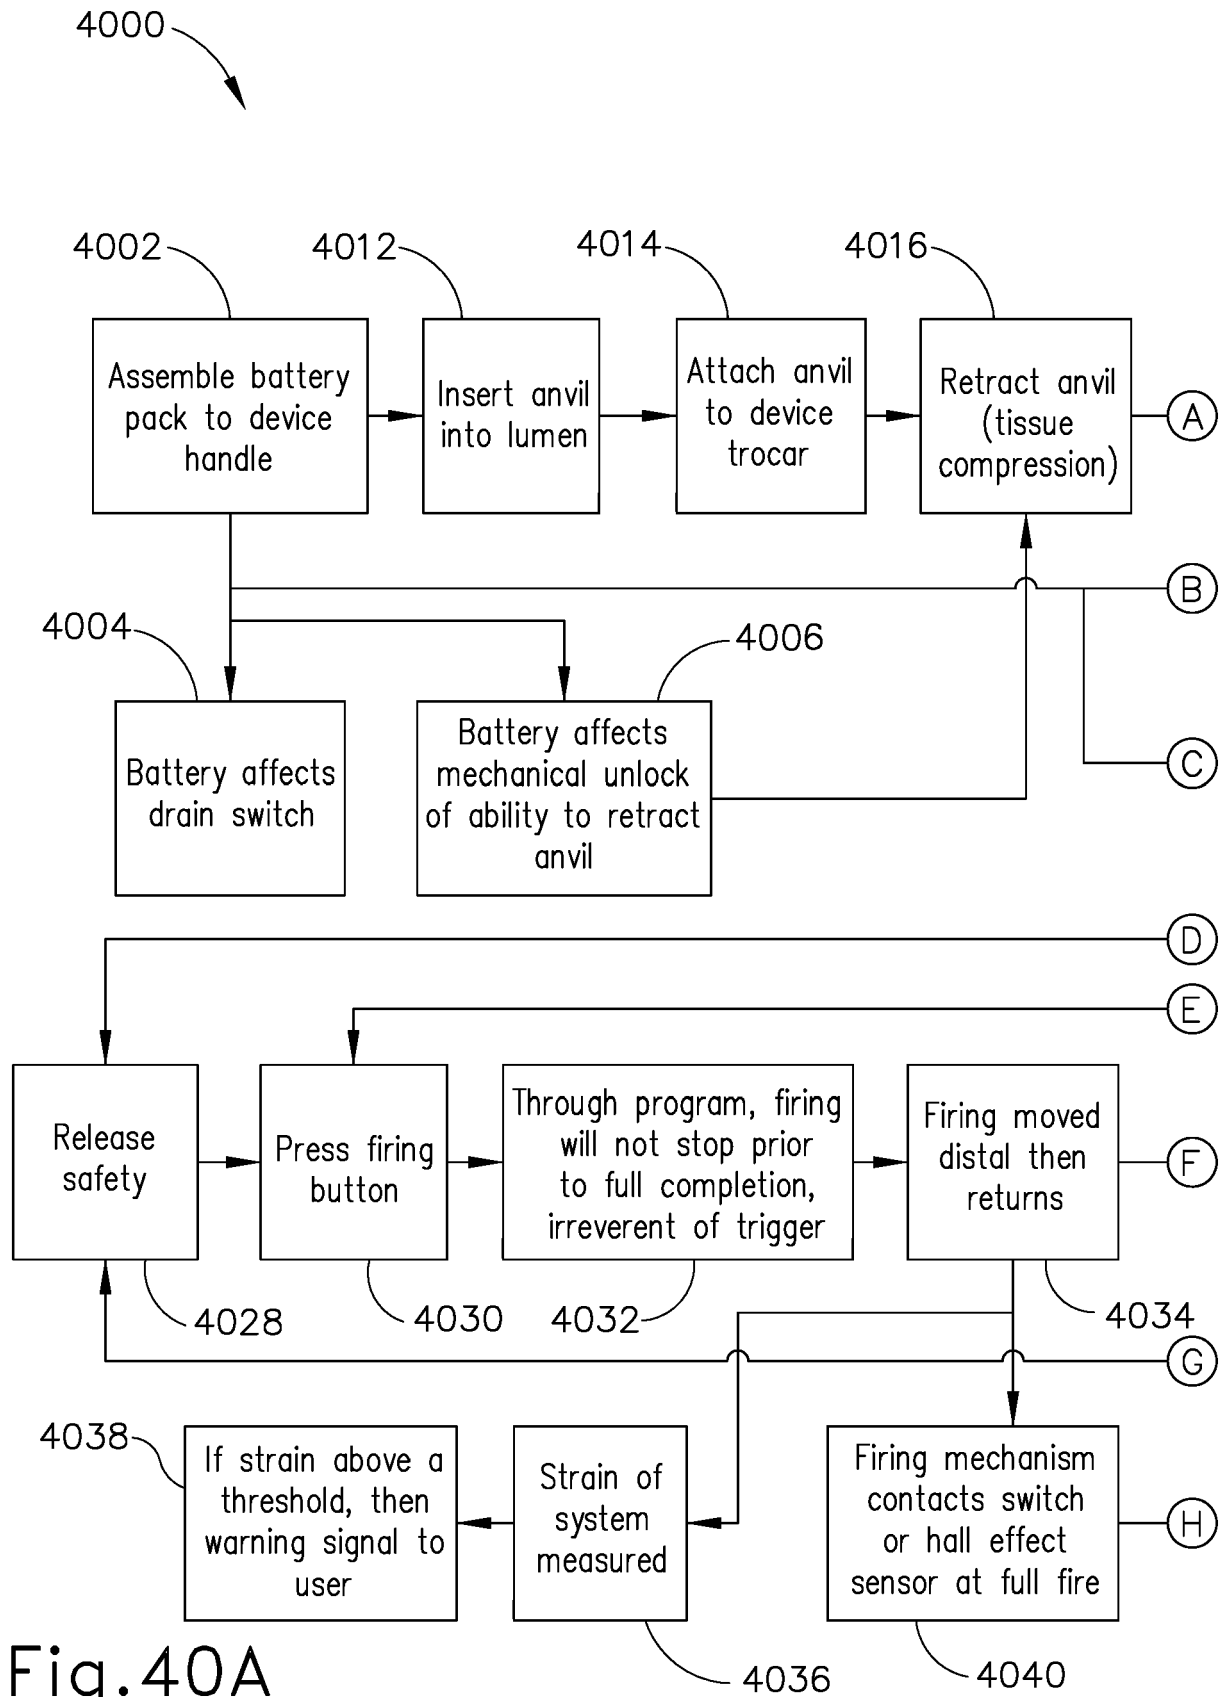 4000
4002
4012
4014
4016
Assemble battery
pack to device
handle
Insert anvil
into lumen
Attach anvil
to device
trocar
Retract anvil
(tissue
compression)
A
B
4004
4006
Battery affects
drain switch
Battery affects
mechanical unlock
of ability to retract
anvil
C
D
E
Release
safety
Press firing
button
Through program, firing
will not stop prior
to full completion,
irreverent of trigger
Firing moved
distal then
returns
F
4028
4030
4032
4034
G
4038
If strain above a
threshold, then
warning signal to
user
Strain of
system
measured
Firing mechanism
contacts switch
or hall effect
sensor at full fire
H
4036
4040
Fig.40A